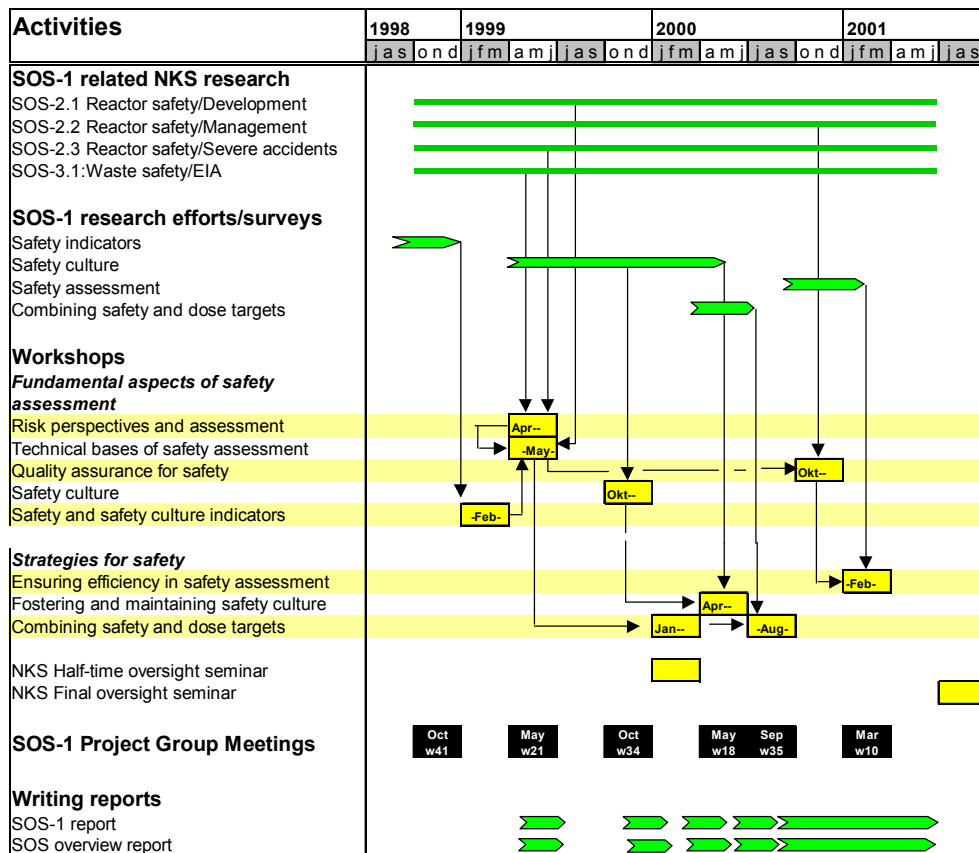 Activities
1998 1999 2000 2001
j a s o n d j f m a m j j a s o n d j f m a m j j a s o n d j f m a m j j a s
SOS-1 related NKS research
SOS-2.1 Reactor safety/Development
SOS-2.2 Reactor safety/Management
SOS-2.3 Reactor safety/Severe accidents
SOS-3.1:Waste safety/EIA
SOS-1 research efforts/surveys
Safety indicators
Safety culture
Safety assessment
Combining safety and dose targets
Workshops
Fundamental aspects of safety
assessment
Risk perspectives and assessment Apr--
Technical bases of safety assessment -May-
Quality assurance for safety Okt--
Safety culture Okt--
Safety and safety culture indicators -Feb-
Strategies for safety
Ensuring efficiency in safety assessment -Feb-
Fostering and maintaining safety culture Apr--
Combining safety and dose targets Jan-- -Aug-
NKS Half-time oversight seminar
NKS Final oversight seminar
SOS-1 Project Group Meetings
Oct May Oct May Sep Mar
w41 w21 w34 w18 w35 w10
Writing reports
SOS-1 report
SOS overview report